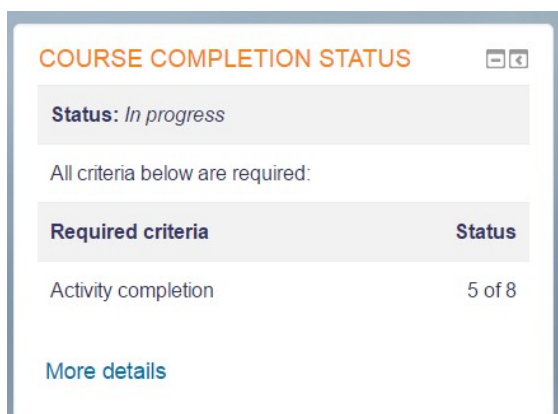 COURSE COMPLETION STATUS
Status: In progress
All criteria below are required:
Required criteria Status
Activity completion 5 of 8
More details